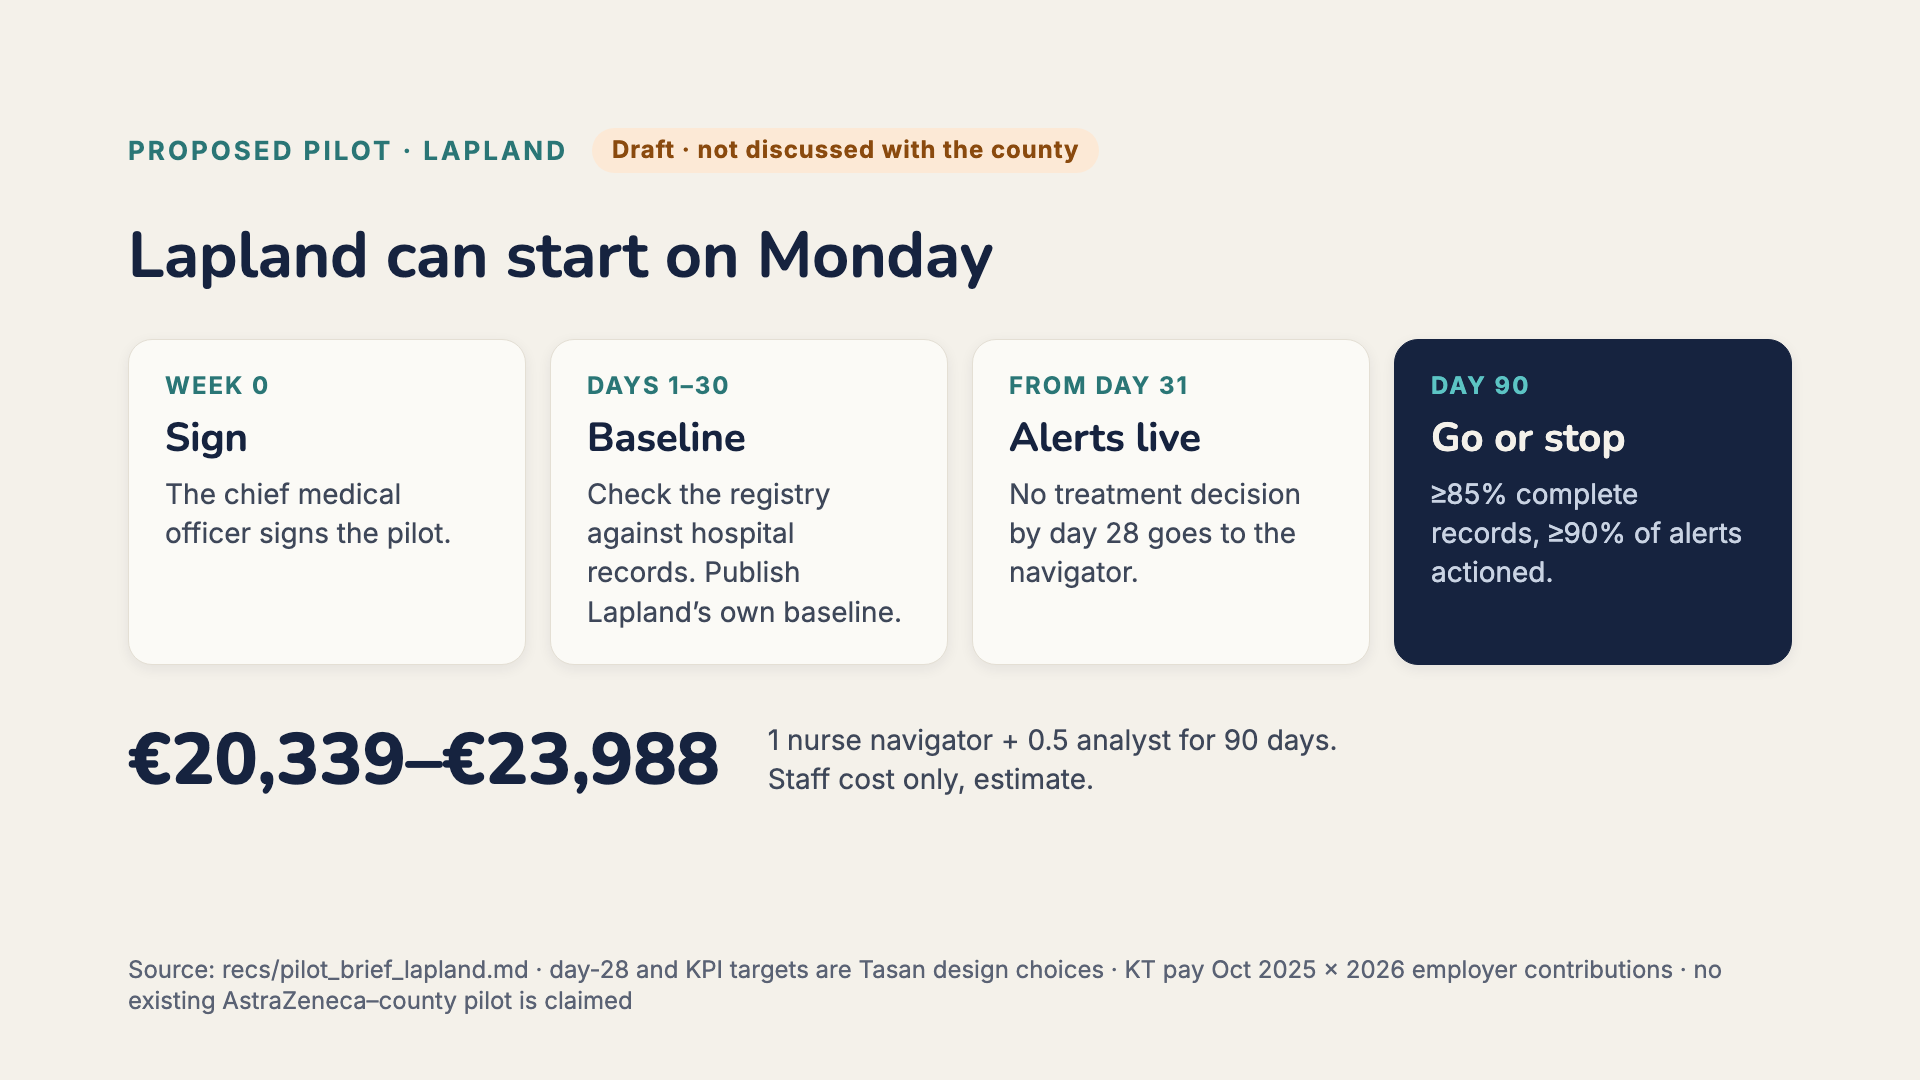 PROPOSED PILOT · LAPLAND
Draft · not discussed with the county
Lapland can start on Monday
WEEK 0
Sign
The chief medical
officer signs the pilot.
DAYS 1–30
Baseline
Check the registry
against hospital
records. Publish
Lapland’s own baseline.
FROM DAY 31
Alerts live
No treatment decision
by day 28 goes to the
navigator.
DAY 90
Go or stop
≥85% complete
records, ≥90% of alerts
actioned.
€20,339–€23,988
1 nurse navigator + 0.5 analyst for 90 days.
Staff cost only, estimate.
Source: recs/pilot_brief_lapland.md · day-28 and KPI targets are Tasan design choices · KT pay Oct 2025 × 2026 employer contributions · no
existing AstraZeneca–county pilot is claimed